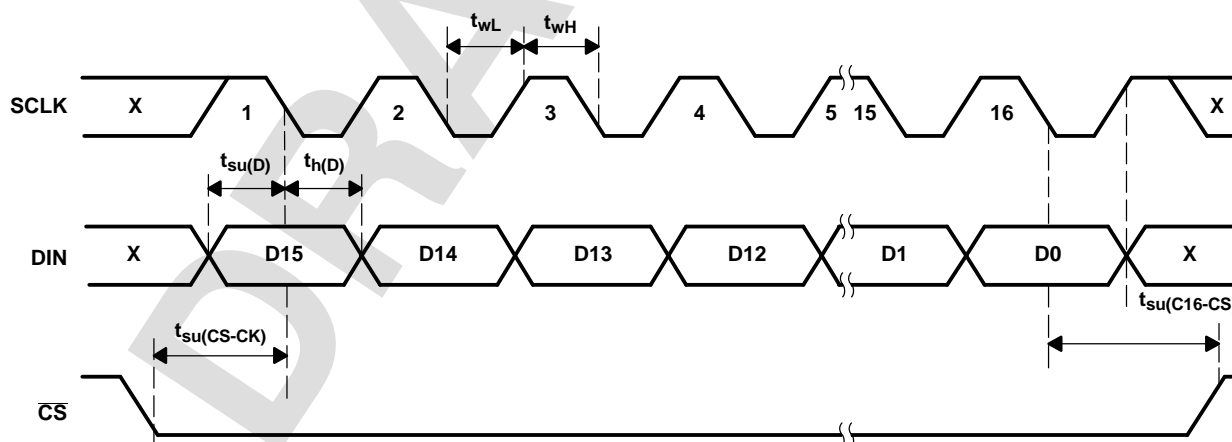 twL twH
SCLK X 1 2 3 4 5 15 16 X
tsu(D) th(D)
DIN X D15 D14 D13 D12 D1 D0 X
tsu(CS-CK) tsu(C16-CS
CS
DRA